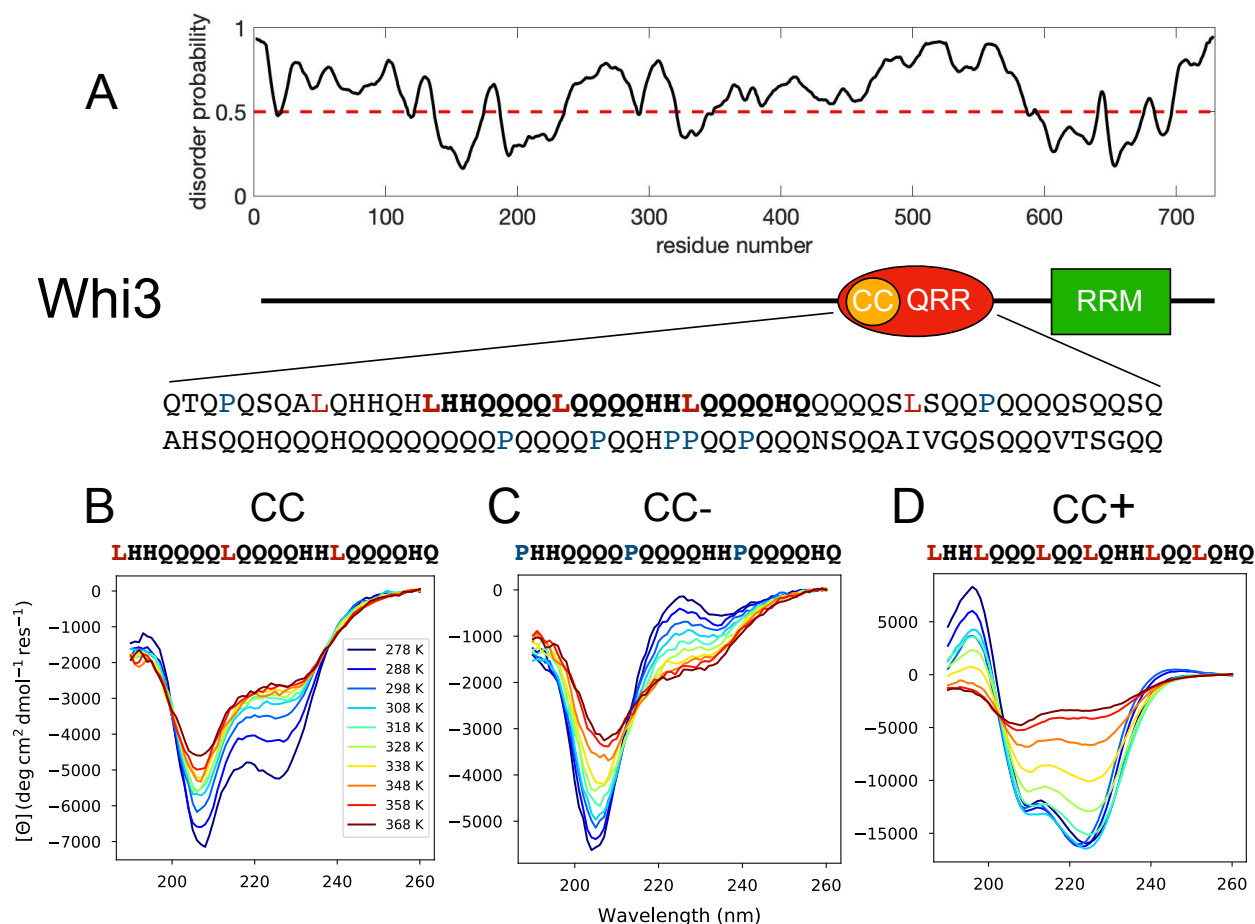 A
disorder probability
1
0.5
0
0 100 200 300 400 500 600 700
residue number
Whi3
CC QRR RRM
QTQPQSQALQHHQHLHHQQQQLQQQQHHLQQQQHQQQQQSLSQQPQQQQSQQSQ
AHSQQHQQQHQQQQQQQQPQQQQPQQHPPQQPQQQNSQQAIVGQSQQQVTSGQQ
B CC
LHHQQQQLQQQQHHLQQQQHQ
[Θ] (deg cm² dmol⁻¹ res⁻¹)
0
−1000
−2000
−3000
−4000
−5000
−6000
−7000
278 K
288 K
298 K
308 K
318 K
328 K
338 K
348 K
358 K
368 K
200 220 240 260
C CC-
PHHQQQQPQQQQHHPQQQQHQ
0
−1000
−2000
−3000
−4000
−5000
200 220 240 260
Wavelength (nm)
D CC+
LHHLQQQLQQLQHHLQQLQHQ
5000
0
−5000
−10000
−15000
200 220 240 260